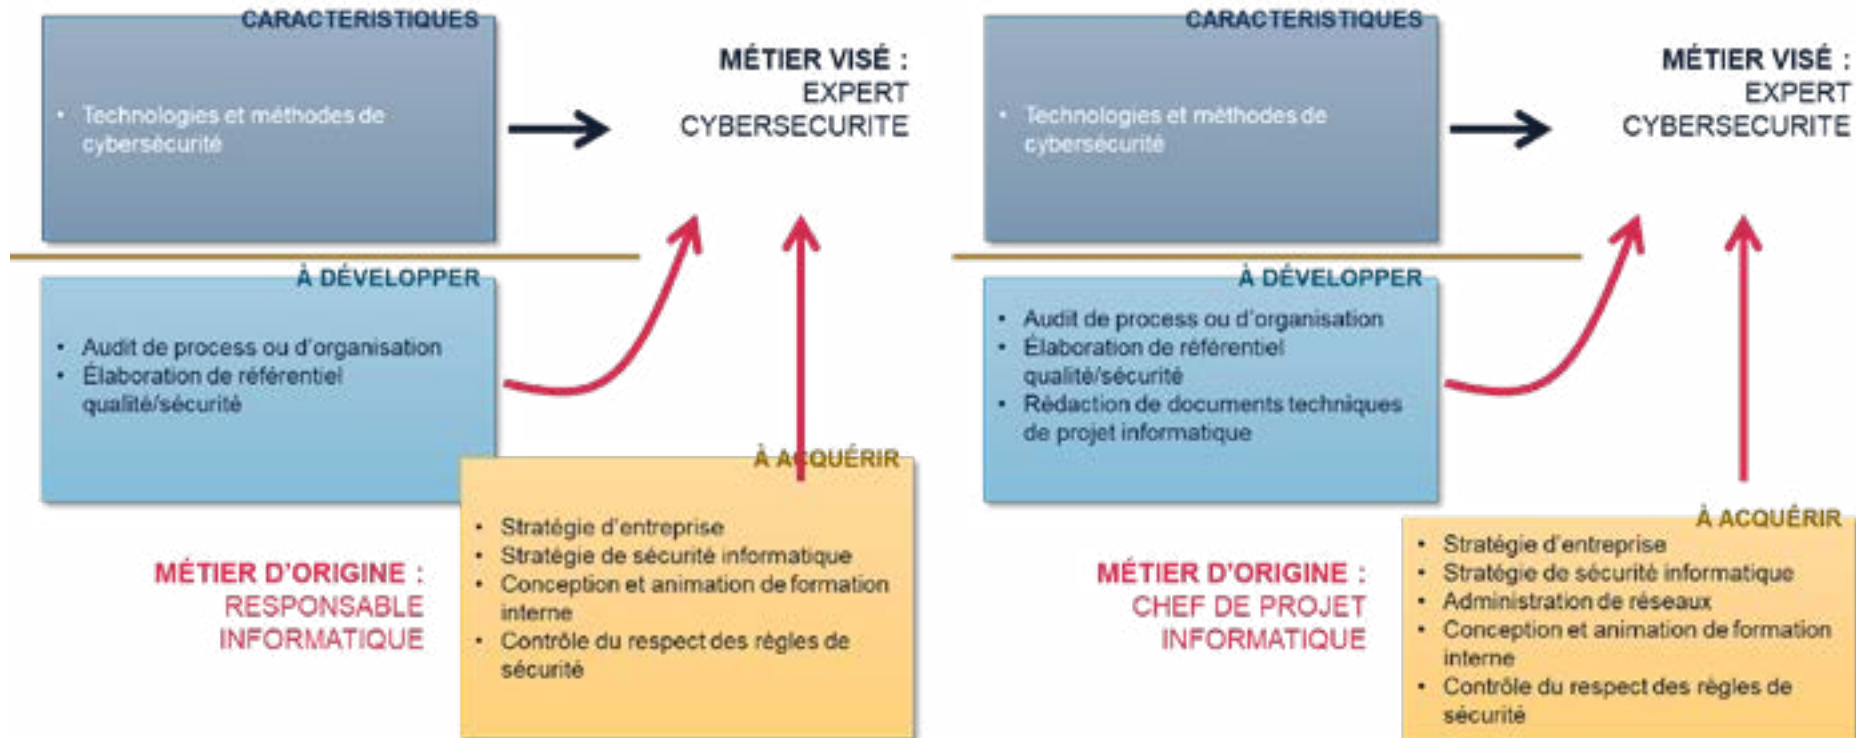 CARACTERISTIQUES
• Technologies et méthodes de
cybersécurité
MÉTIER VISÉ :
EXPERT
CYBERSECURITE
À DÉVELOPPER
• Audit de process ou d'organisation
• Élaboration de référentiel
qualité/sécurité
À ACQUÉRIR
• Stratégie d'entreprise
• Stratégie de sécurité informatique
• Conception et animation de formation
interne
• Contrôle du respect des règles de
sécurité
MÉTIER D'ORIGINE :
RESPONSABLE
INFORMATIQUE
CARACTERISTIQUES
• Technologies et méthodes de
cybersécurité
MÉTIER VISÉ :
EXPERT
CYBERSECURITE
À DÉVELOPPER
• Audit de process ou d'organisation
• Élaboration de référentiel
qualité/sécurité
• Rédaction de documents techniques
de projet informatique
À ACQUÉRIR
• Stratégie d'entreprise
• Stratégie de sécurité informatique
• Administration de réseaux
• Conception et animation de formation
interne
• Contrôle du respect des règles de
sécurité
MÉTIER D'ORIGINE :
CHEF DE PROJET
INFORMATIQUE